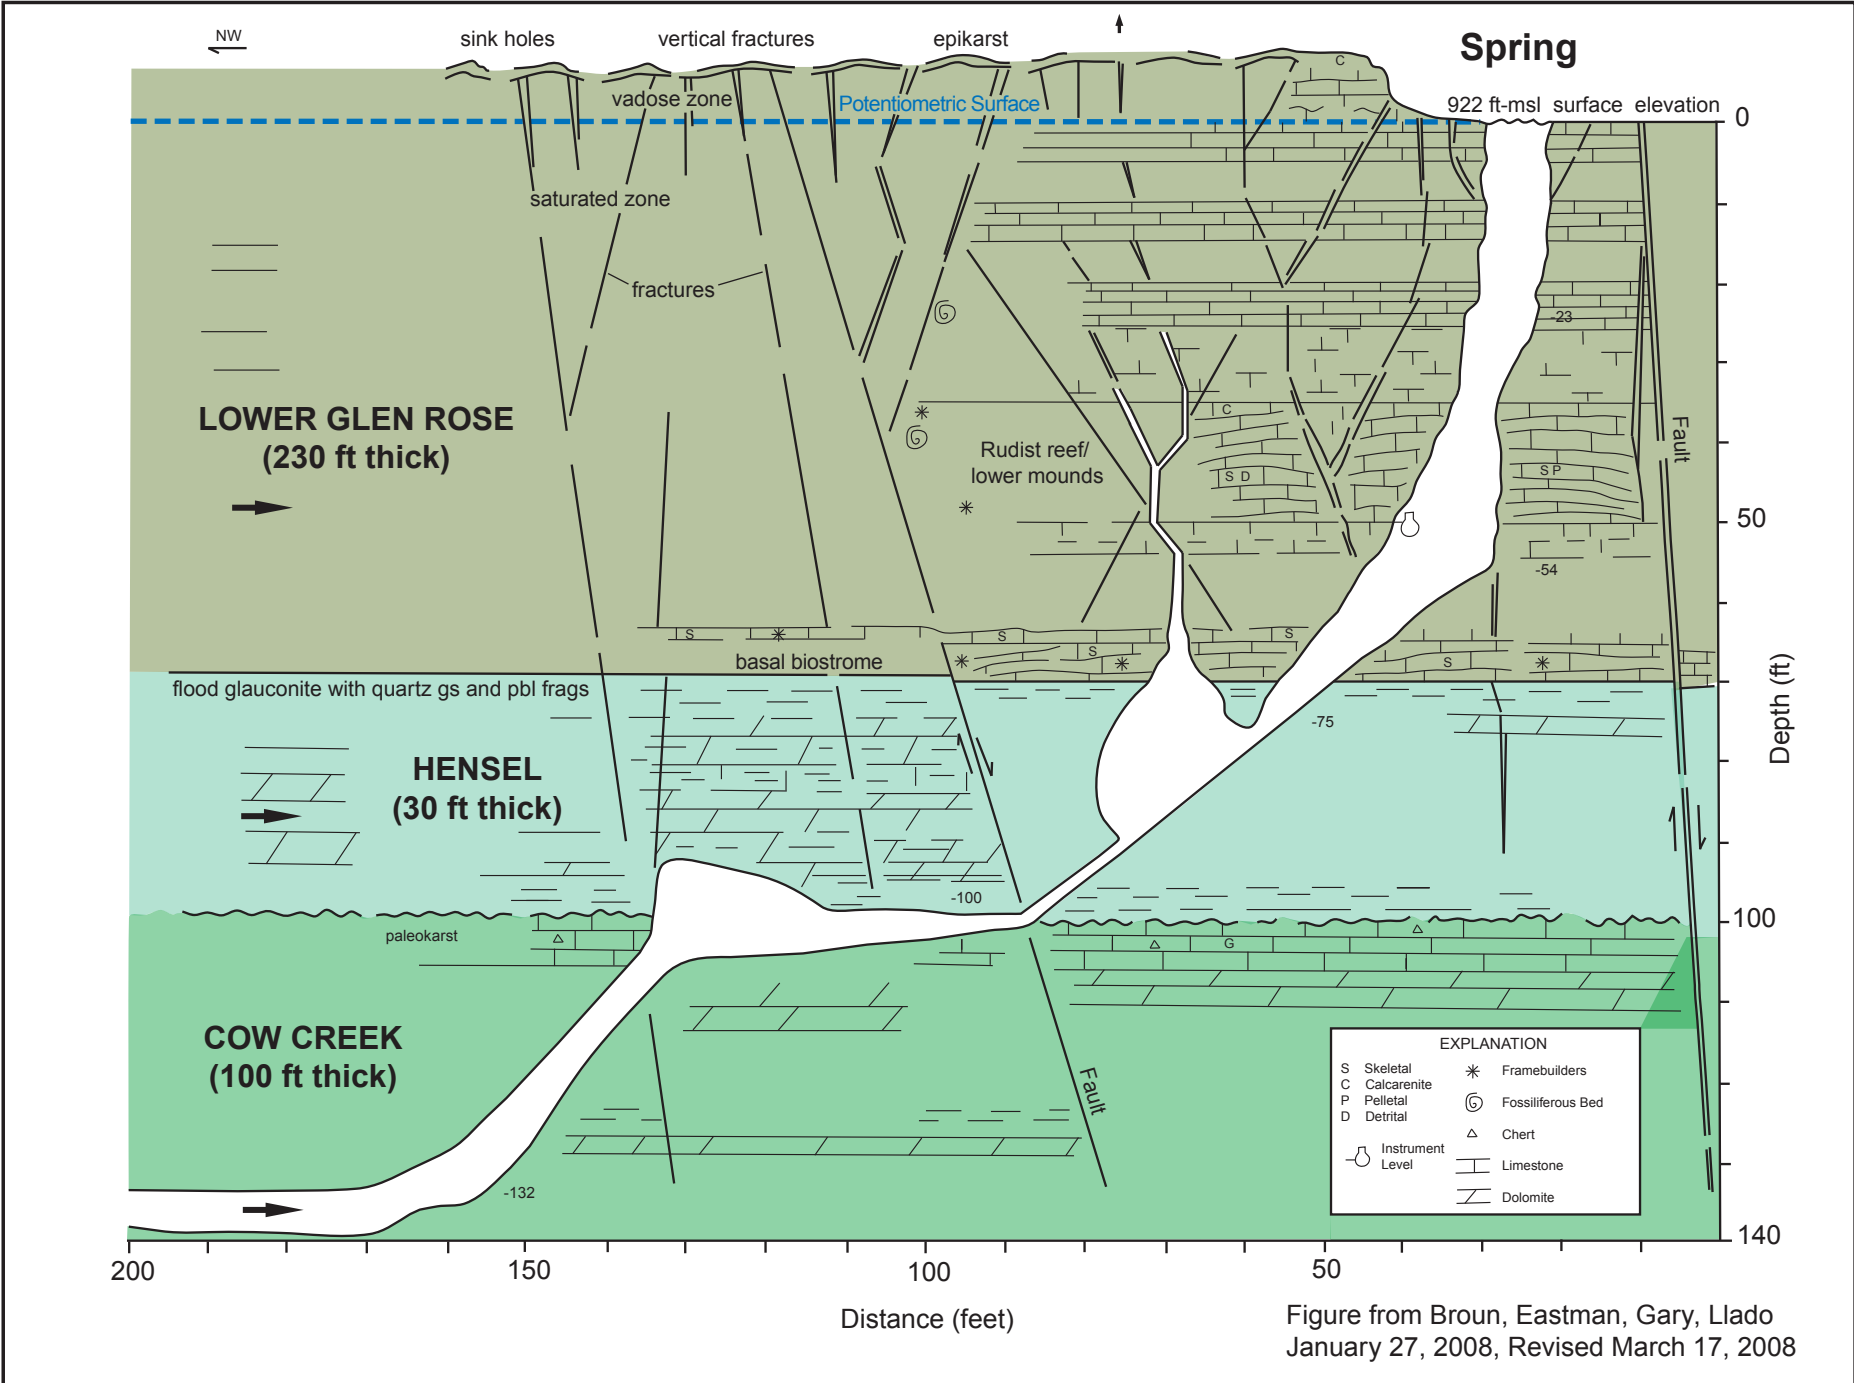 NW
sink holes
vertical fractures
epikarst
Spring
C
vadose zone
Potentiometric Surface
922 ft-msl surface elevation
0
saturated zone
fractures
-23
LOWER GLEN ROSE
(230 ft thick)
C
Fault
Rudist reef/
lower mounds
S D
S P
50
-54
S
S
S
S
S
basal biostrome
flood glauconite with quartz gs and pbl frags
-75
Depth (ft)
HENSEL
(30 ft thick)
-100
100
paleokarst
G
COW CREEK
(100 ft thick)
Fault
EXPLANATION
S Skeletal
C Calcarenite
P Pelletal
D Detrital
Instrument
Level
Framebuilders
Fossiliferous Bed
Chert
Limestone
Dolomite
-132
140
200
150
100
50
Distance (feet)
Figure from Broun, Eastman, Gary, Llado
January 27, 2008, Revised March 17, 2008